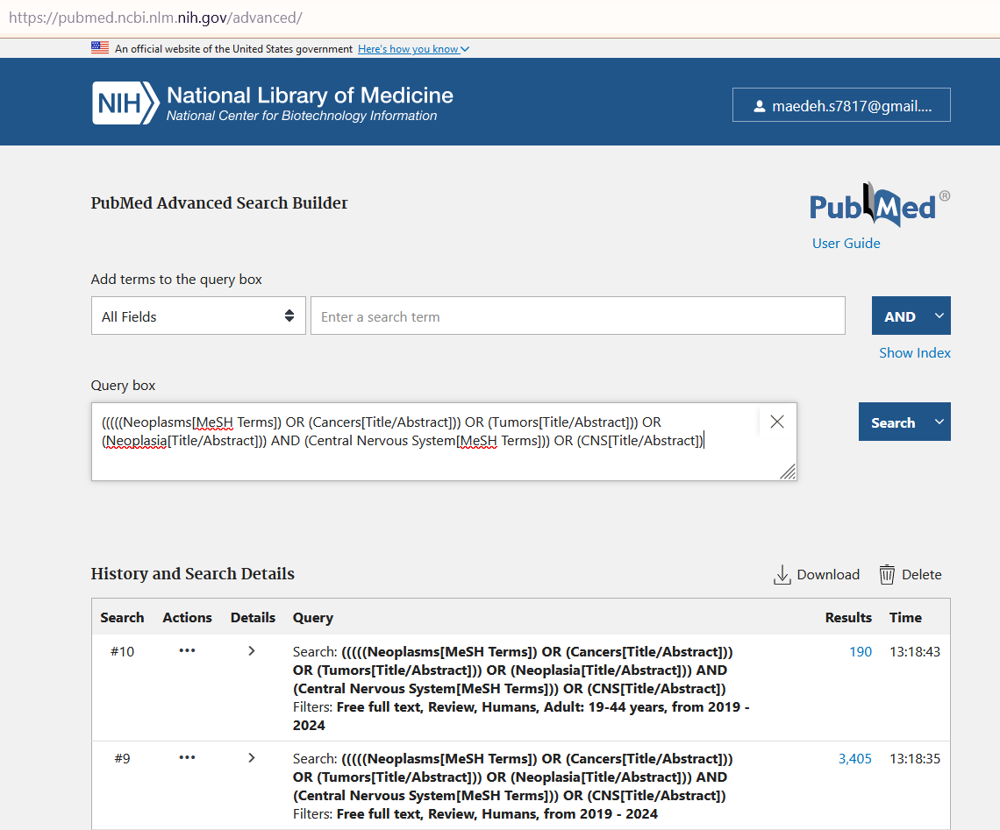 https://pubmed.ncbi.nlm.nih.gov/advanced/
An official website of the United States government Here's how you know
NIH National Library of Medicine
National Center for Biotechnology Information
maedeh.s7817@gmail....
PubMed Advanced Search Builder
PubMed®
User Guide
Add terms to the query box
All Fields
Enter a search term
AND
Show Index
Query box
(((((Neoplasms[MeSH Terms]) OR (Cancers[Title/Abstract])) OR (Tumors[Title/Abstract])) OR
(Neoplasia[Title/Abstract])) AND (Central Nervous System[MeSH Terms])) OR (CNS[Title/Abstract])
Search
History and Search Details
Download
Delete
Search Actions Details Query Results Time
#10 ••• Search: (((((Neoplasms[MeSH Terms]) OR (Cancers[Title/Abstract])) 190 13:18:43
OR (Tumors[Title/Abstract])) OR (Neoplasia[Title/Abstract])) AND
(Central Nervous System[MeSH Terms])) OR (CNS[Title/Abstract])
Filters: Free full text, Review, Humans, Adult: 19-44 years, from 2019 -
2024
#9 ••• Search: (((((Neoplasms[MeSH Terms]) OR (Cancers[Title/Abstract])) 3,405 13:18:35
OR (Tumors[Title/Abstract])) OR (Neoplasia[Title/Abstract])) AND
(Central Nervous System[MeSH Terms])) OR (CNS[Title/Abstract])
Filters: Free full text, Review, Humans, from 2019 - 2024